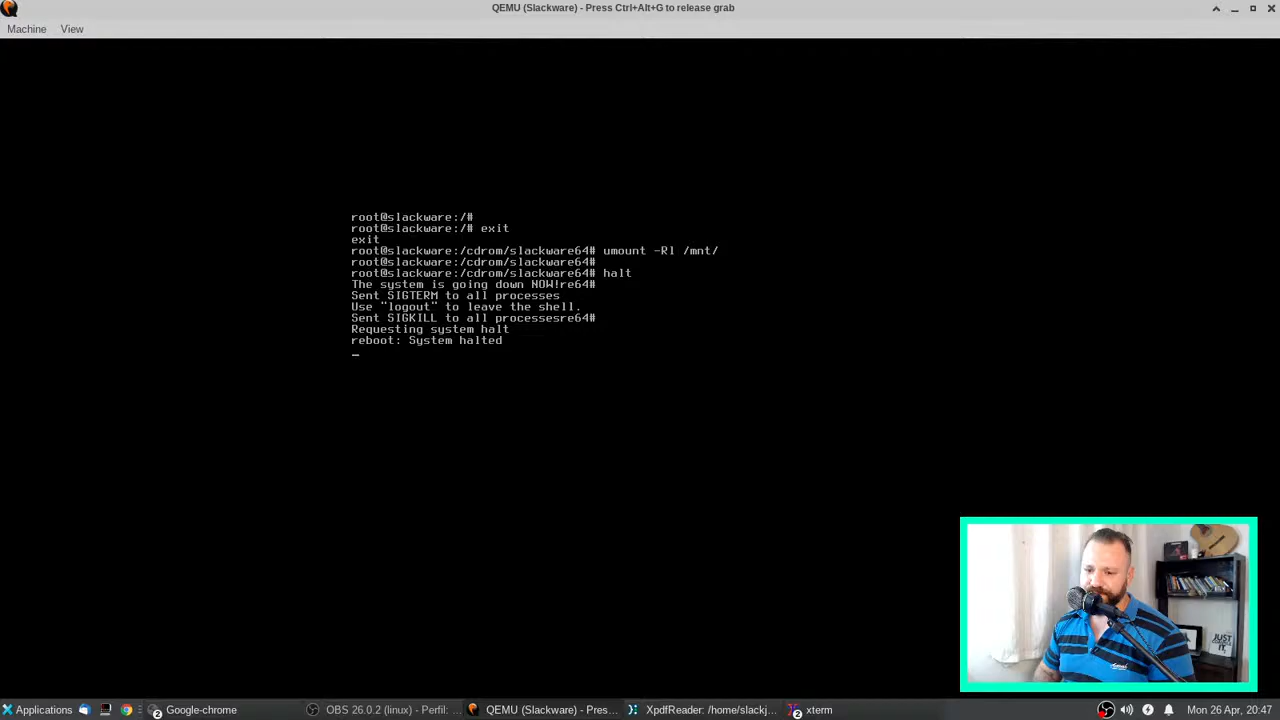 QEMU (Slackware) - Press Ctrl+Alt+G to release grab
Machine View
root@slackware:/#
root@slackware:/# exit
exit
root@slackware:/cdrom/slackware64# umount -Rl /mnt/
root@slackware:/cdrom/slackware64#
root@slackware:/cdrom/slackware64# halt
The system is going down NOW!re64#
Sent SIGTERM to all processes
Use "logout" to leave the shell.
Sent SIGKILL to all processesre64#
Requesting system halt
reboot: System halted
_
JUST
IT.
Applications 2 Google-chrome OBS 26.0.2 (linux) - Perfil: ... QEMU (Slackware) - Pres... XpdfReader: /home/slackj... 2 xterm Mon 26 Apr, 20:47